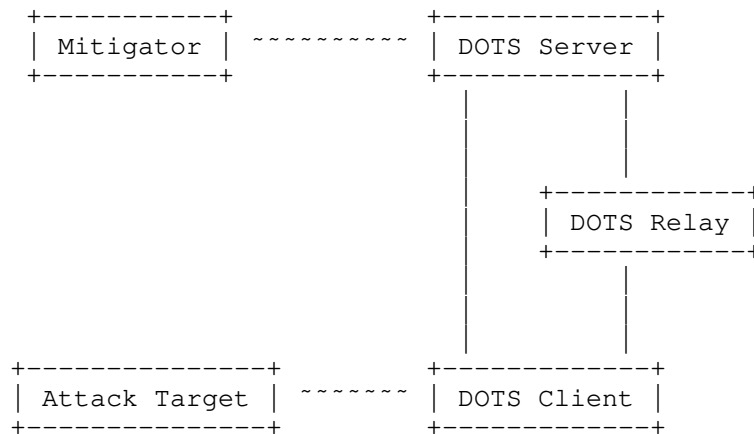 Mitigator ~~~~~~~~~~ DOTS Server
DOTS Relay
Attack Target ~~~~~~~ DOTS Client